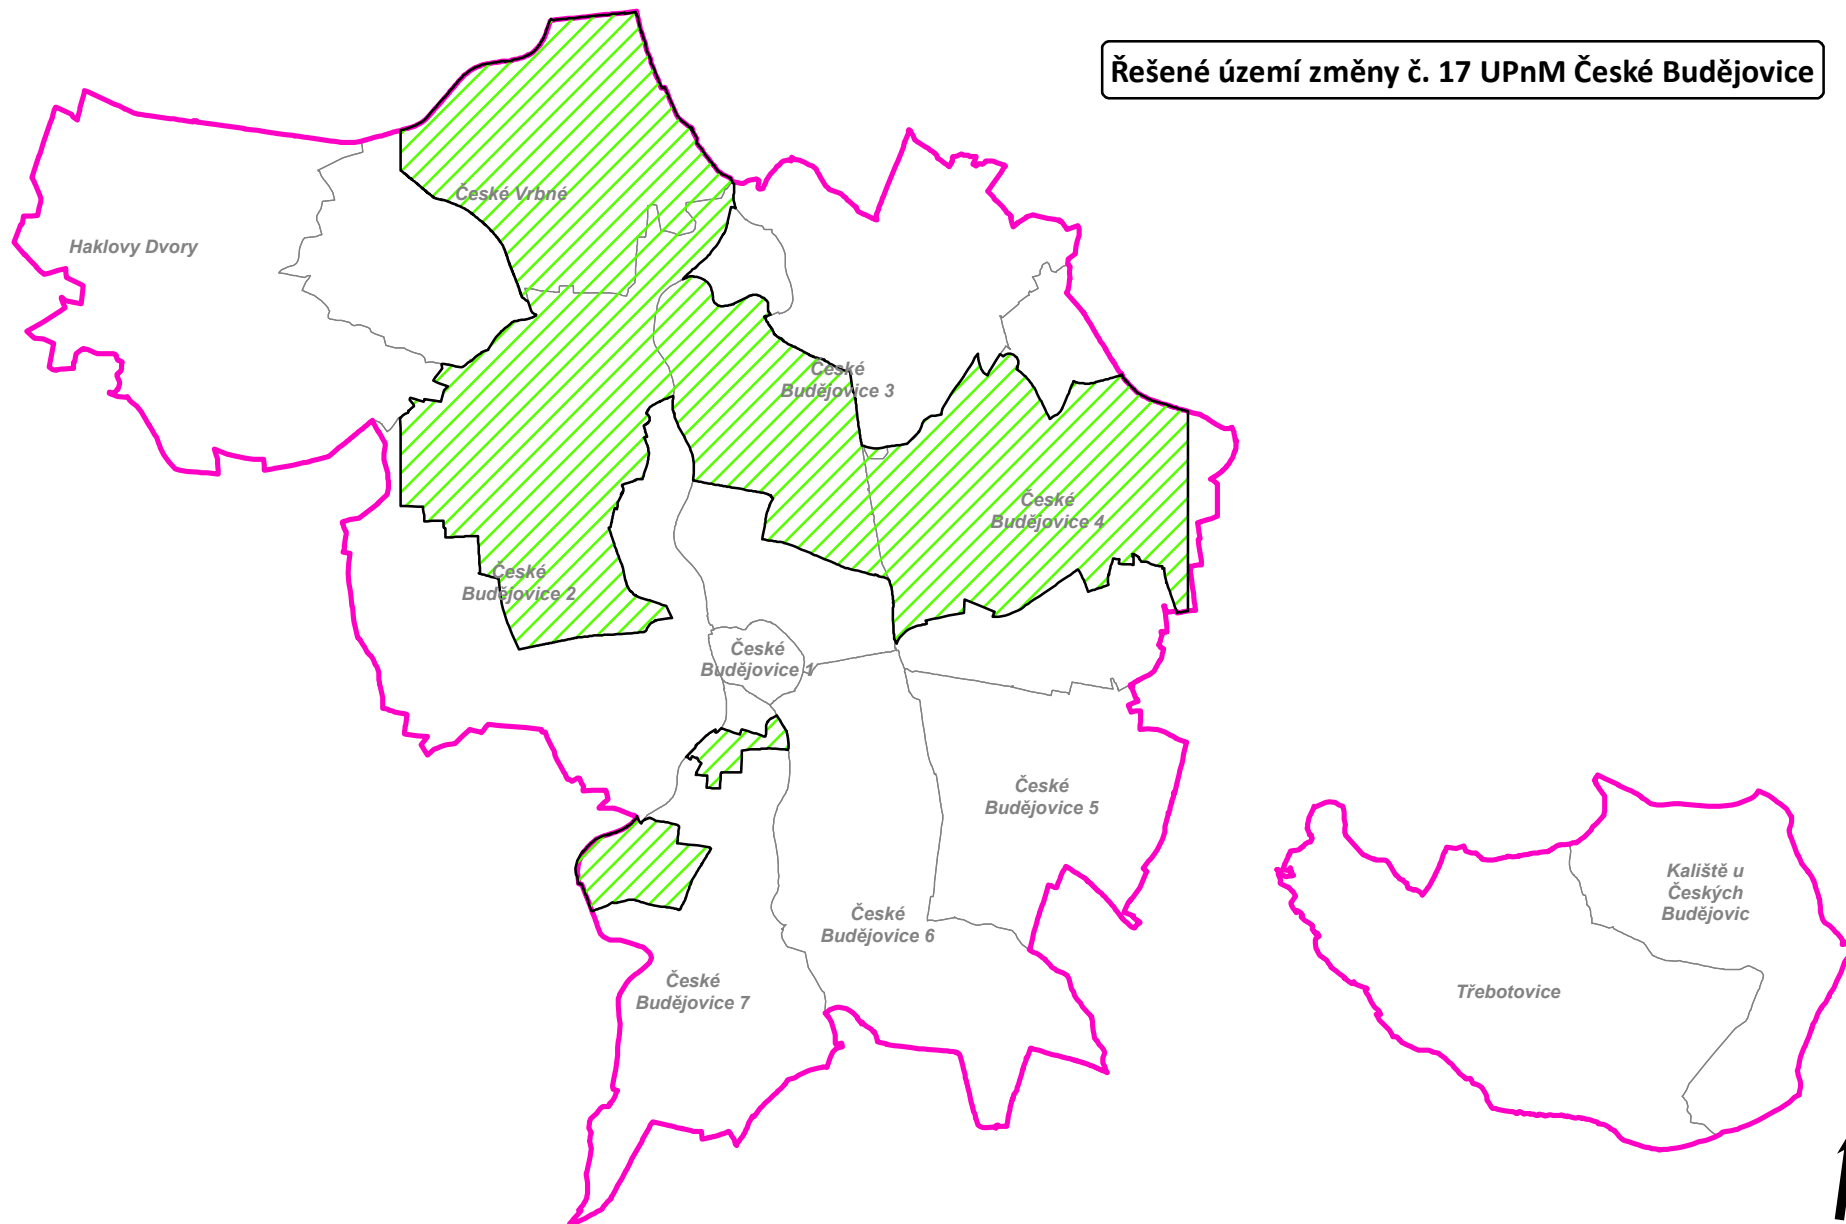 Řešené území změny č. 17 UPnM České Budějovice
České Vrbné
Haklovy Dvory
České
Budějovice 3
České
Budějovice 4
České
Budějovice 2
České
Budějovice 1
České
Budějovice 5
České
Budějovice 6
České
Budějovice 7
Kaliště u
Českých
Budějovic
Třebotovice